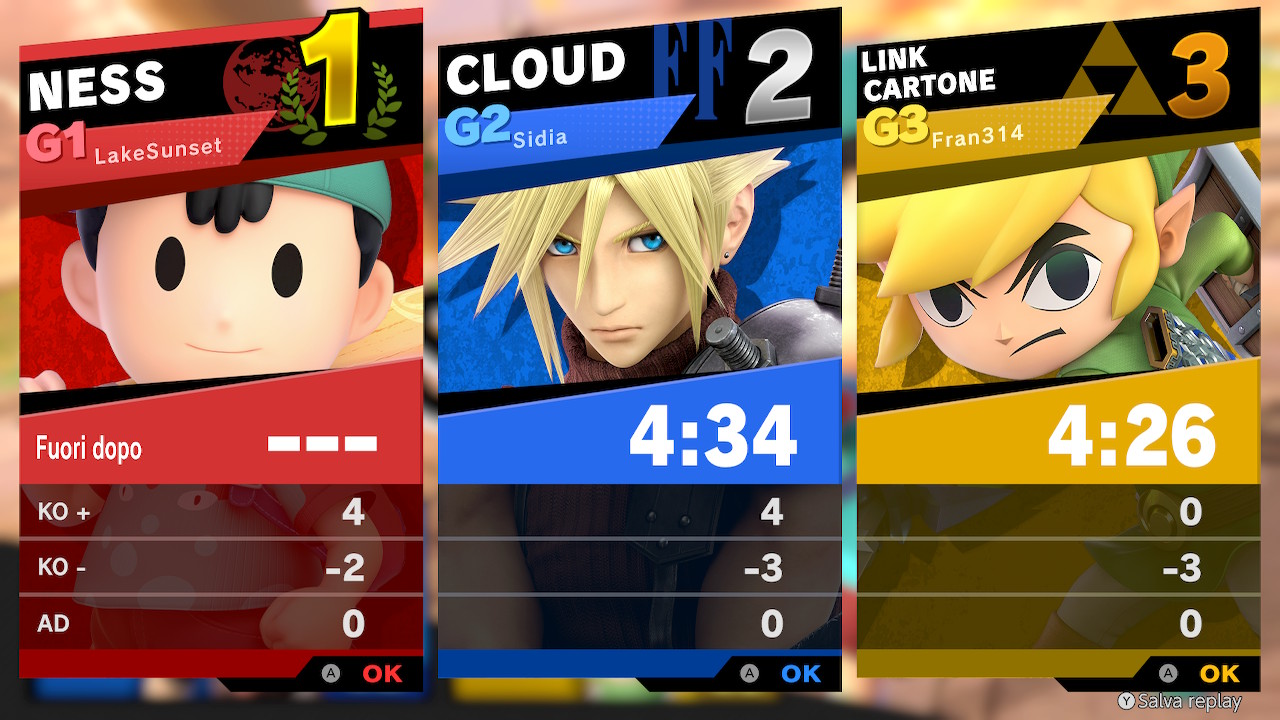 NESS
1
G1 LakeSunset
Fuori dopo ---
KO + 4
KO - -2
AD 0
A OK
CLOUD
FF
2
G2 Sidia
4:34
4
-3
0
A OK
LINK
CARTONE
3
G3 Fran314
4:26
0
-3
0
A OK
Y Salva replay